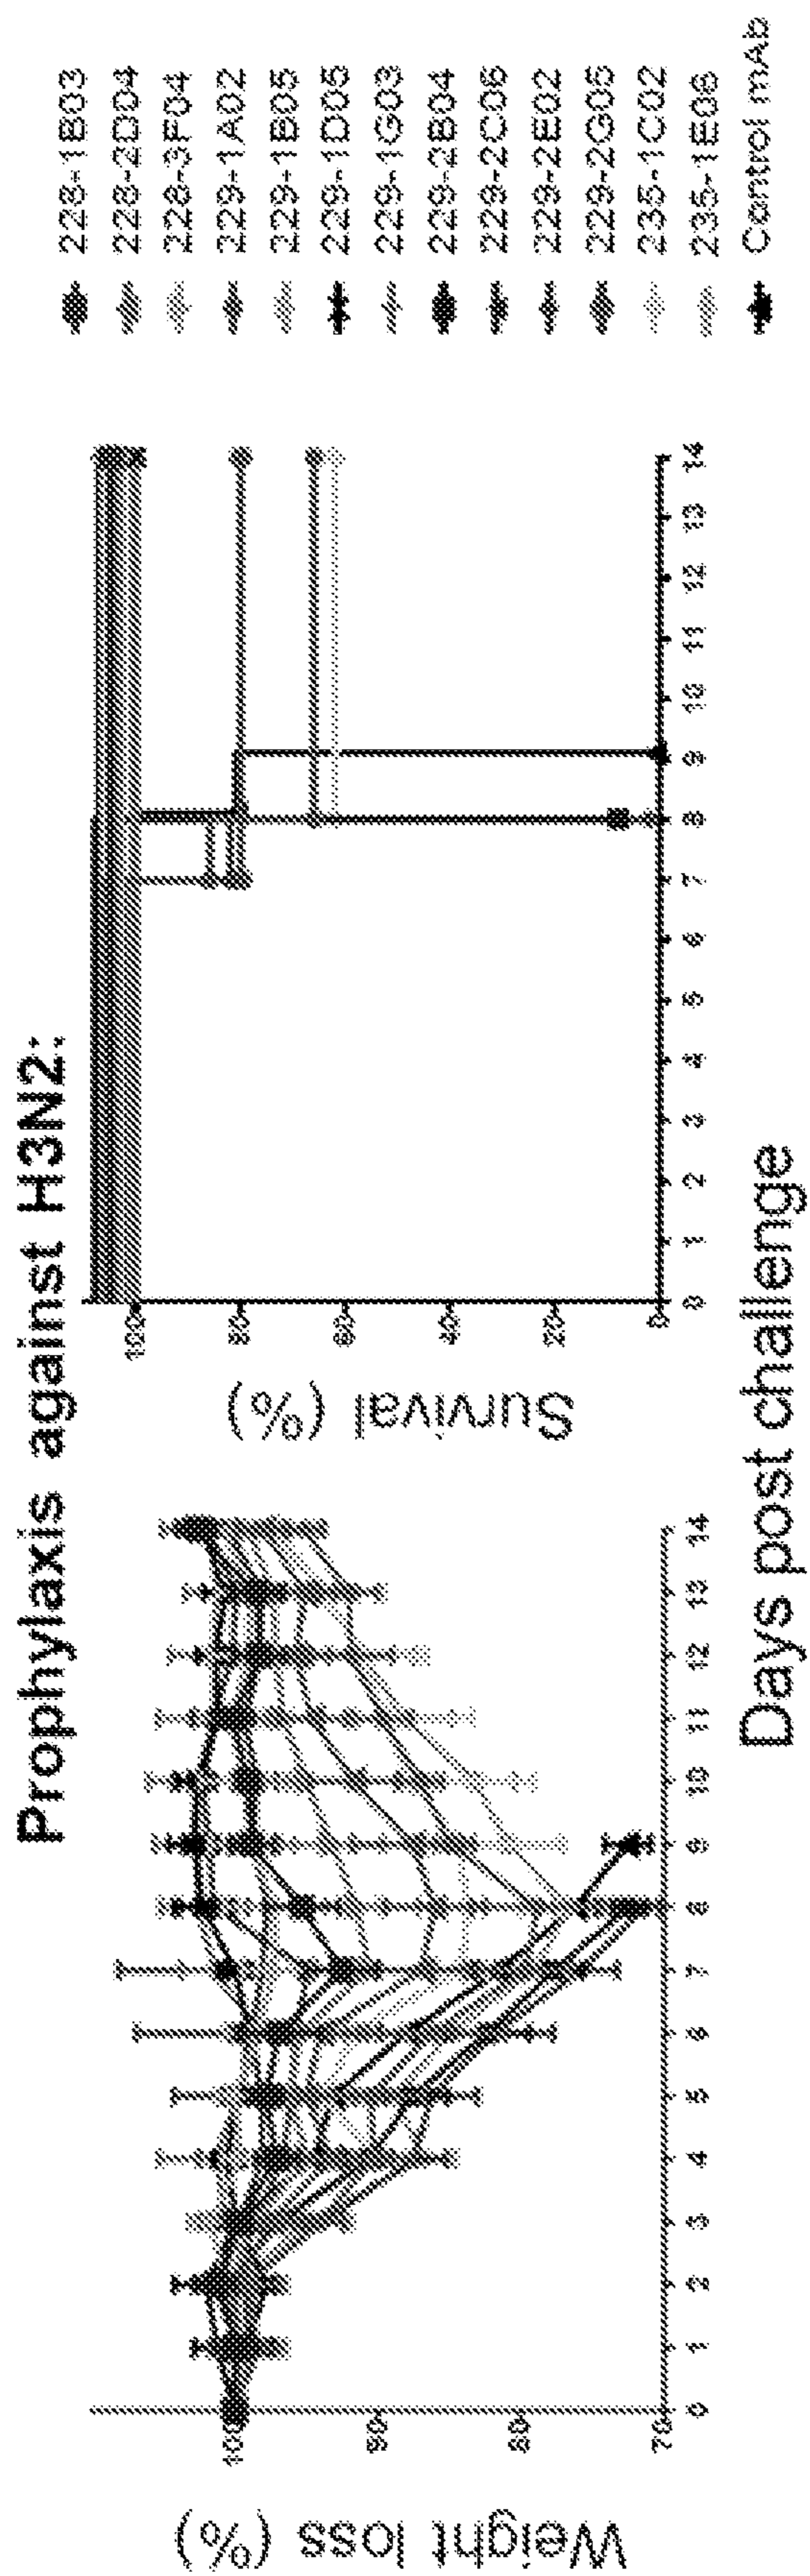 Prophylaxis against H3N2:
Weight loss (%)
100
90
80
70
0 1 2 3 4 5 6 7 8 9 10 11 12 13 14
Survival (%)
100
80
60
40
20
0
0 1 2 3 4 5 6 7 8 9 10 11 12 13 14
Days post challenge
228-1B03
228-2D04
228-3F04
229-1A02
229-1B05
229-1D05
229-1G03
229-2B04
229-2C06
229-2E02
229-2G05
235-1C02
235-1E06
Control mAb